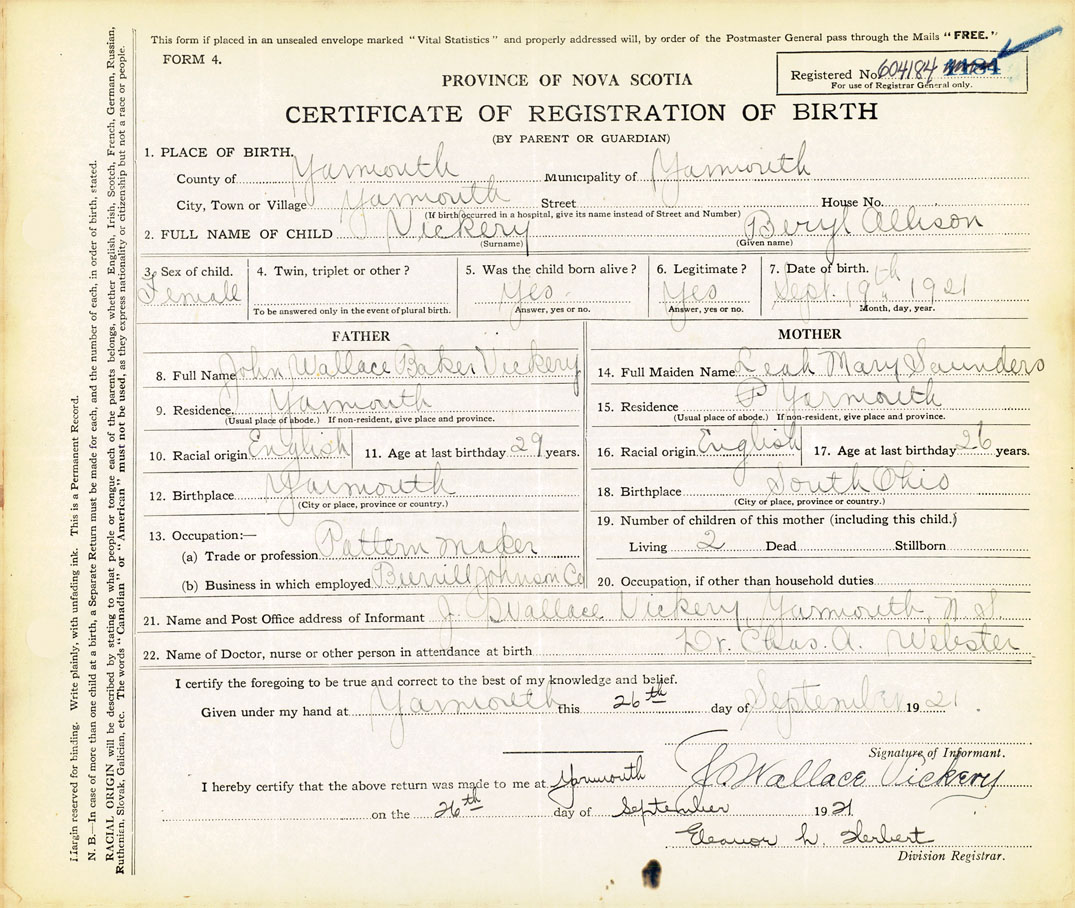 This form if placed in an unsealed envelope marked "Vital Statistics" and properly addressed will, by order of the Postmaster General pass through the Mails "FREE."
FORM 4.
Registered No. 604184
For use of Registrar General only.
PROVINCE OF NOVA SCOTIA
CERTIFICATE OF REGISTRATION OF BIRTH
(BY PARENT OR GUARDIAN)
1. PLACE OF BIRTH.
County of Yarmouth Municipality of Yarmouth
City, Town or Village Yarmouth Street House No.
(If birth occurred in a hospital, give its name instead of Street and Number)
2. FULL NAME OF CHILD Vickery Beryl Allison
(Surname) (Given name)
3. Sex of child. 4. Twin, triplet or other? 5. Was the child born alive? 6. Legitimate? 7. Date of birth.
Female Yes. Yes Sept. 19th 1921
To be answered only in the event of plural birth. Answer, yes or no. Answer, yes or no. Month, day, year.
FATHER
8. Full Name John Wallace Baker Vickery
9. Residence Yarmouth
(Usual place of abode.) If non-resident, give place and province.
10. Racial origin English 11. Age at last birthday 29 years.
12. Birthplace Yarmouth
(City or place, province or country.)
13. Occupation:—
(a) Trade or profession Pattern maker
(b) Business in which employed Burrill Johnson Co
MOTHER
14. Full Maiden Name Leah Mary Saunders
15. Residence Yarmouth
(Usual place of abode.) If non-resident, give place and province.
16. Racial origin English 17. Age at last birthday 26 years.
18. Birthplace South Ohio
(City or place, province or country.)
19. Number of children of this mother (including this child.)
Living 2 Dead Stillborn
20. Occupation, if other than household duties
21. Name and Post Office address of Informant J. Wallace Vickery, Yarmouth, N.S.
22. Name of Doctor, nurse or other person in attendance at birth Dr. Chas. A. Webster
I certify the foregoing to be true and correct to the best of my knowledge and belief.
Given under my hand at Yarmouth this 26th day of September 1921.
Signature of Informant.
J. Wallace Vickery
I hereby certify that the above return was made to me at Yarmouth
on the 26th day of September 1921
Eleanor L. Herbert
Division Registrar.
Margin reserved for binding. Write plainly, with unfading ink. This is a Permanent Record.
N. B.—In case of more than one child at a birth, a Separate Return must be made for each, and the number of each, in order of birth, stated.
RACIAL ORIGIN will be described by stating to what people or tongue each of the parents belongs, whether English, Irish, Scotch, French, German, Russian,
Ruthenian, Slovak, Galician, etc. The words "Canadian" or "American" must not be used, as they express nationality or citizenship but not a race or people.